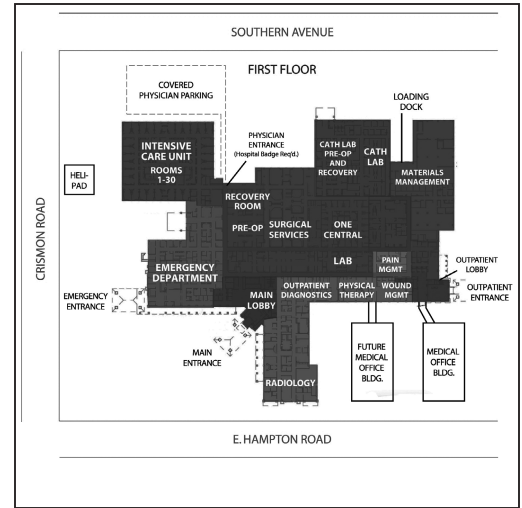 SOUTHERN AVENUE
FIRST FLOOR
COVERED
PHYSICIAN PARKING
LOADING
DOCK
PHYSICIAN
ENTRANCE
(Hospital Badge Req'd.)
INTENSIVE
CARE UNIT
ROOMS
1-30
CATH LAB
PRE-OP
AND
RECOVERY
CATH
LAB
MATERIALS
MANAGEMENT
HELI-
PAD
CRISMON ROAD
RECOVERY
ROOM
PRE-OP
SURGICAL
SERVICES
ONE
CENTRAL
LAB
PAIN
MGMT
EMERGENCY
DEPARTMENT
OUTPATIENT
LOBBY
OUTPATIENT
ENTRANCE
OUTPATIENT
DIAGNOSTICS
PHYSICAL
THERAPY
WOUND
MGMT
MAIN
LOBBY
EMERGENCY
ENTRANCE
MAIN
ENTRANCE
FUTURE
MEDICAL
OFFICE
BLDG.
MEDICAL
OFFICE
BLDG.
RADIOLOGY
E. HAMPTON ROAD